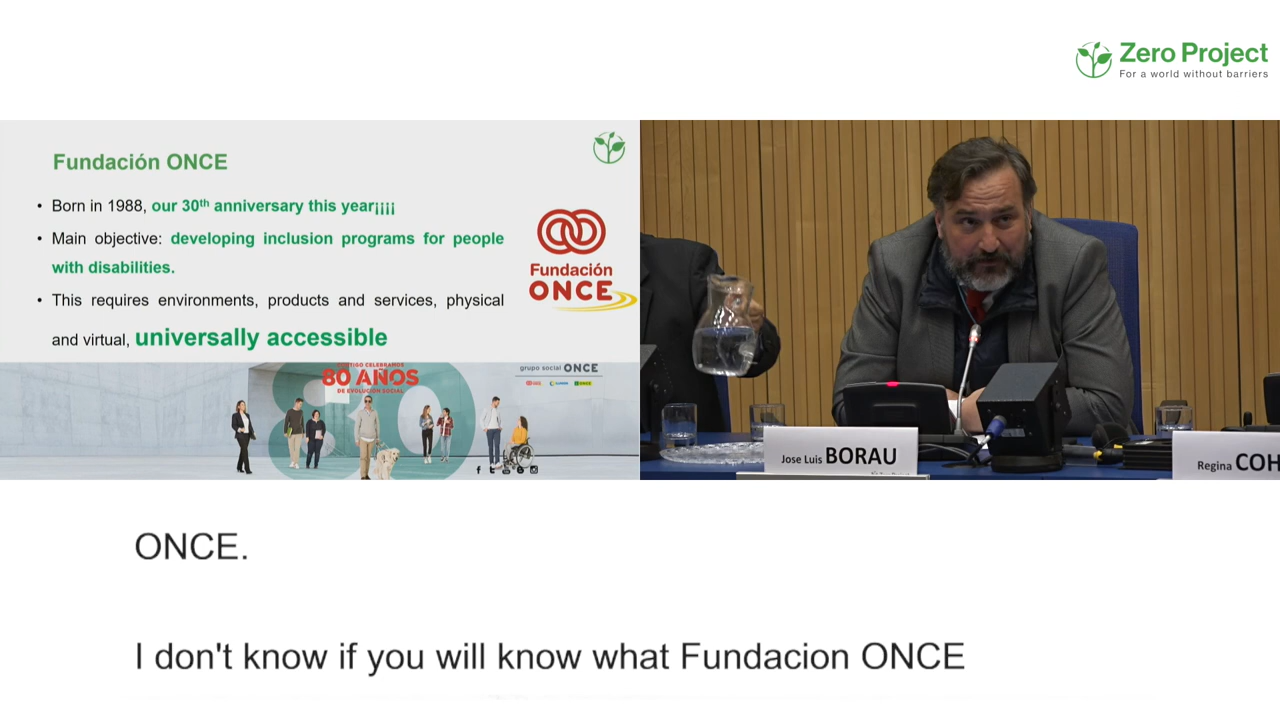 Zero Project
For a world without barriers
Fundación ONCE
• Born in 1988, our 30th anniversary this year¡¡¡¡
• Main objective: developing inclusion programs for people
with disabilities.
• This requires environments, products and services, physical
and virtual, universally accessible
Fundación
ONCE
CONTIGO CELEBRAMOS
80 AÑOS
DE EVOLUCIÓN SOCIAL
80
grupo social ONCE
Jose Luis BORAU
Regina COH
ONCE.
I don't know if you will know what Fundacion ONCE